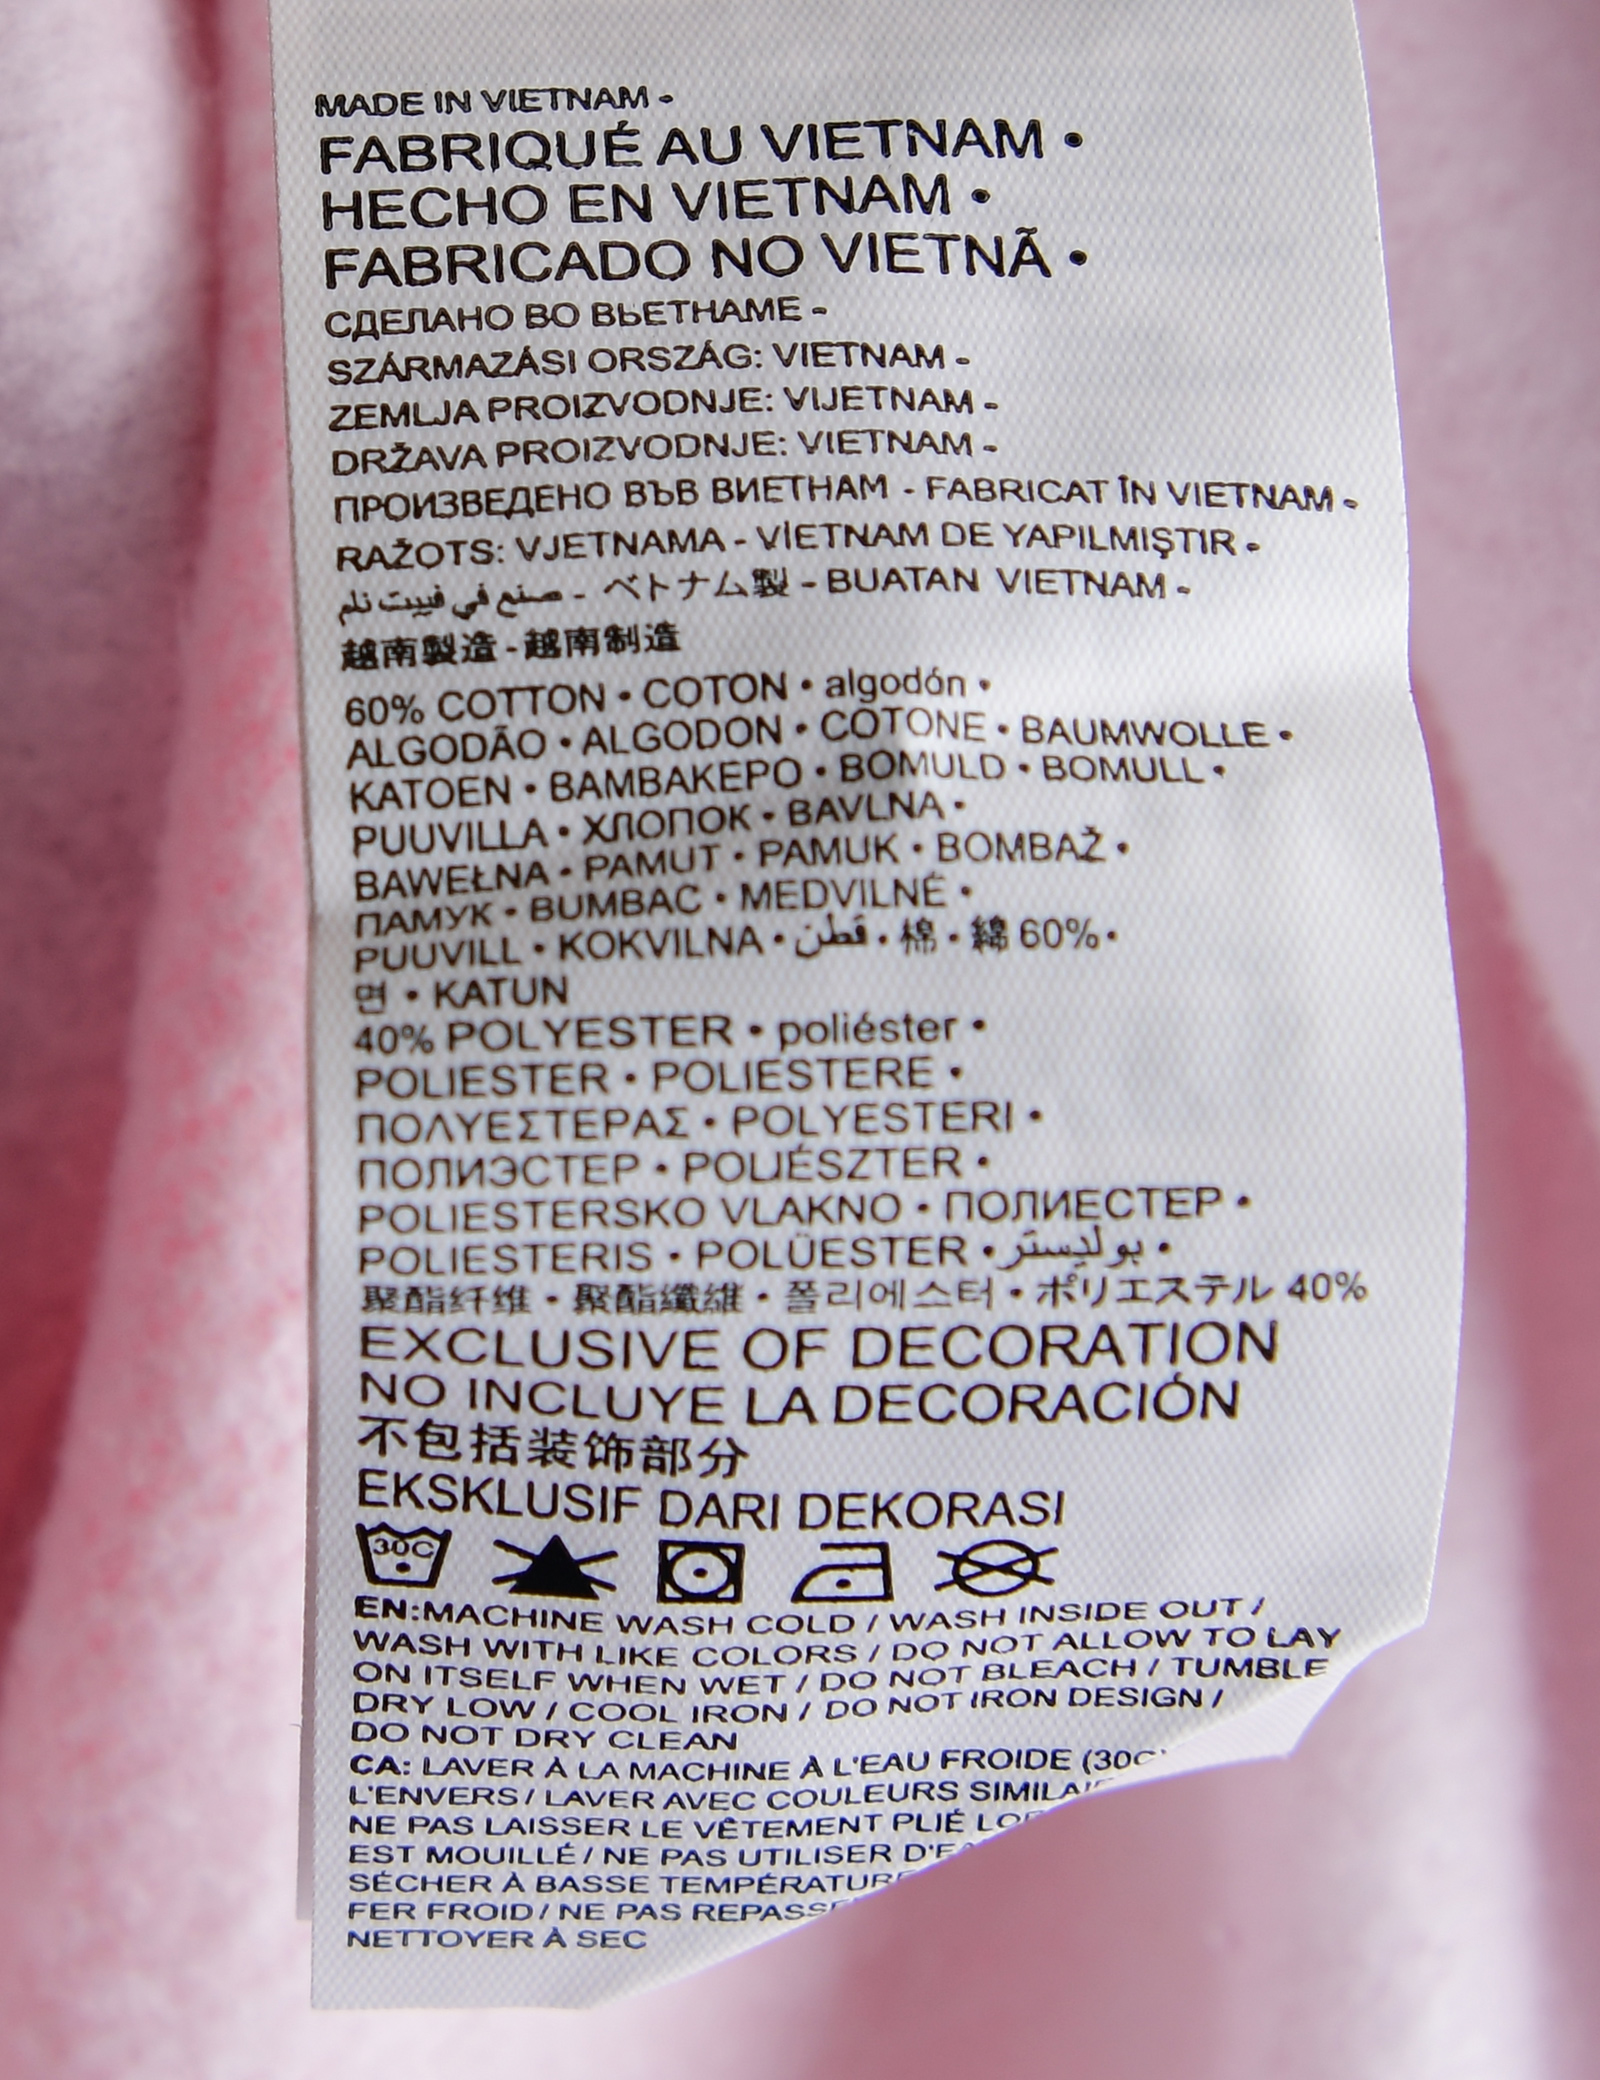 MADE IN VIETNAM -
FABRIQUÉ AU VIETNAM •
HECHO EN VIETNAM •
FABRICADO NO VIETNÃ •
СДЕЛАНО ВО ВЬЕТНАМЕ -
SZÁRMAZÁSI ORSZÁG: VIETNAM -
ZEMLJA PROIZVODNJE: VIJETNAM -
DRŽAVA PROIZVODNJE: VIETNAM -
ПРОИЗВЕДЕНО ВЪВ ВИЕТНАМ - FABRICAT ÎN VIETNAM -
RAŽOTS: VJETNAMA - VİETNAM DE YAPILMIŞTIR -
صنع في فييت نام - ベトナム製 - BUATAN VIETNAM -
越南製造 - 越南制造
60% COTTON • COTON • algodón •
ALGODÃO • ALGODON • COTONE • BAUMWOLLE •
KATOEN • ΒΑΜΒΑΚΕΡΟ • BOMULD • BOMULL •
PUUVILLA • ХЛОПОК • BAVLNA •
BAWEŁNA • PAMUT • PAMUK • BOMBAŽ •
ПАМУК • BUMBAC • MEDVILNĖ •
PUUVILL • KOKVILNA • قطن • 棉 • 綿 60% •
면 • KATUN
40% POLYESTER • poliéster •
POLIESTER • POLIESTERE •
ΠΟΛΥΕΣΤΕΡΑΣ • POLYESTERI •
ПОЛИЭСТЕР • POLIÉSZTER •
POLIESTERSKO VLAKNO • ПОЛИЕСТЕР •
POLIESTERIS • POLÜESTER • بوليستر •
聚酯纤维 • 聚酯纖維 • 폴리에스터 • ポリエステル 40%
EXCLUSIVE OF DECORATION
NO INCLUYE LA DECORACIÓN
不包括装饰部分
EKSKLUSIF DARI DEKORASI
30C
EN:MACHINE WASH COLD / WASH INSIDE OUT /
WASH WITH LIKE COLORS / DO NOT ALLOW TO LAY
ON ITSELF WHEN WET / DO NOT BLEACH / TUMBLE
DRY LOW / COOL IRON / DO NOT IRON DESIGN /
DO NOT DRY CLEAN
CA: LAVER À LA MACHINE À L'EAU FROIDE (30C
L'ENVERS / LAVER AVEC COULEURS
NE PAS LAISSER LE VÊTEMENT PLIÉ
EST MOUILLÉ / NE PAS UTILISER
SÉCHER À BASSE
FER FROID / NE PAS
NETTOYER À SEC